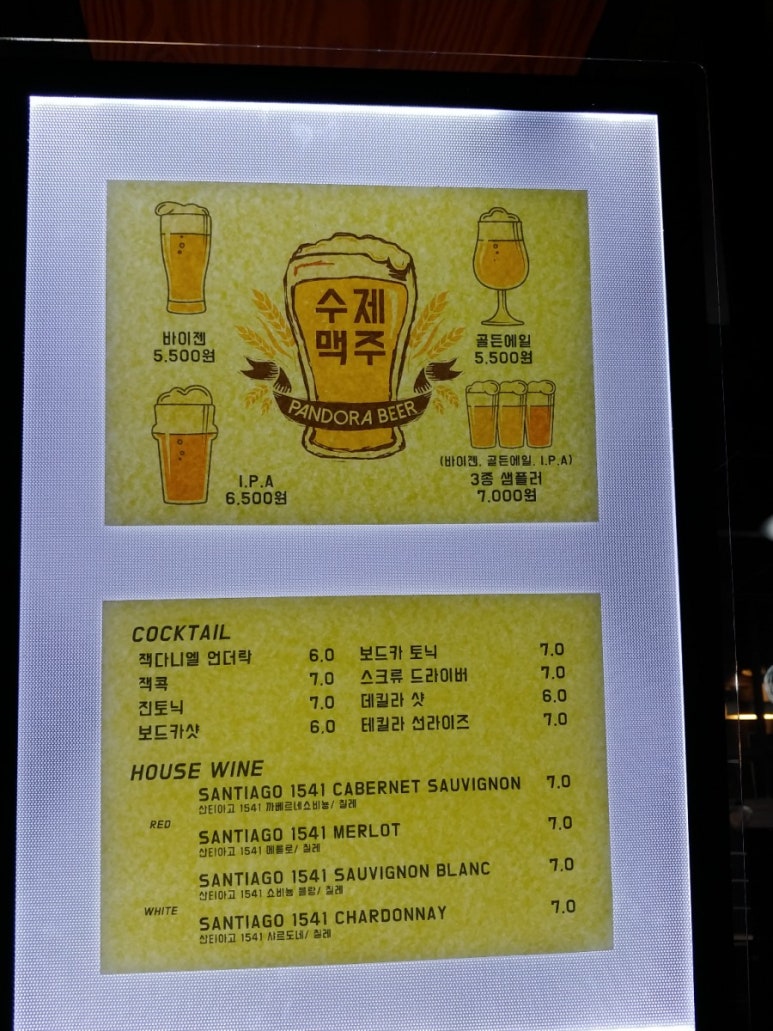 수제
맥주
PANDORA BEER
바이젠
5.500원
골든에일
5.500원
I.P.A
6.500원
(바이젠. 골든에일. I.P.A)
3종 샘플러
7.000원
COCKTAIL
잭다니엘 언더락 6.0
잭콕 7.0
진토닉 7.0
보드카샷 6.0
보드카 토닉 7.0
스크류 드라이버 7.0
데킬라 샷 6.0
테킬라 선라이즈 7.0
HOUSE WINE
RED
SANTIAGO 1541 CABERNET SAUVIGNON 7.0
산티아고 1541 까베르네쇼비뇽/ 칠레
SANTIAGO 1541 MERLOT 7.0
산티아고 1541 메를로/ 칠레
WHITE
SANTIAGO 1541 SAUVIGNON BLANC 7.0
산티아고 1541 쇼비뇽 블랑/ 칠레
SANTIAGO 1541 CHARDONNAY 7.0
산티아고 1541 샤르도네/ 칠레